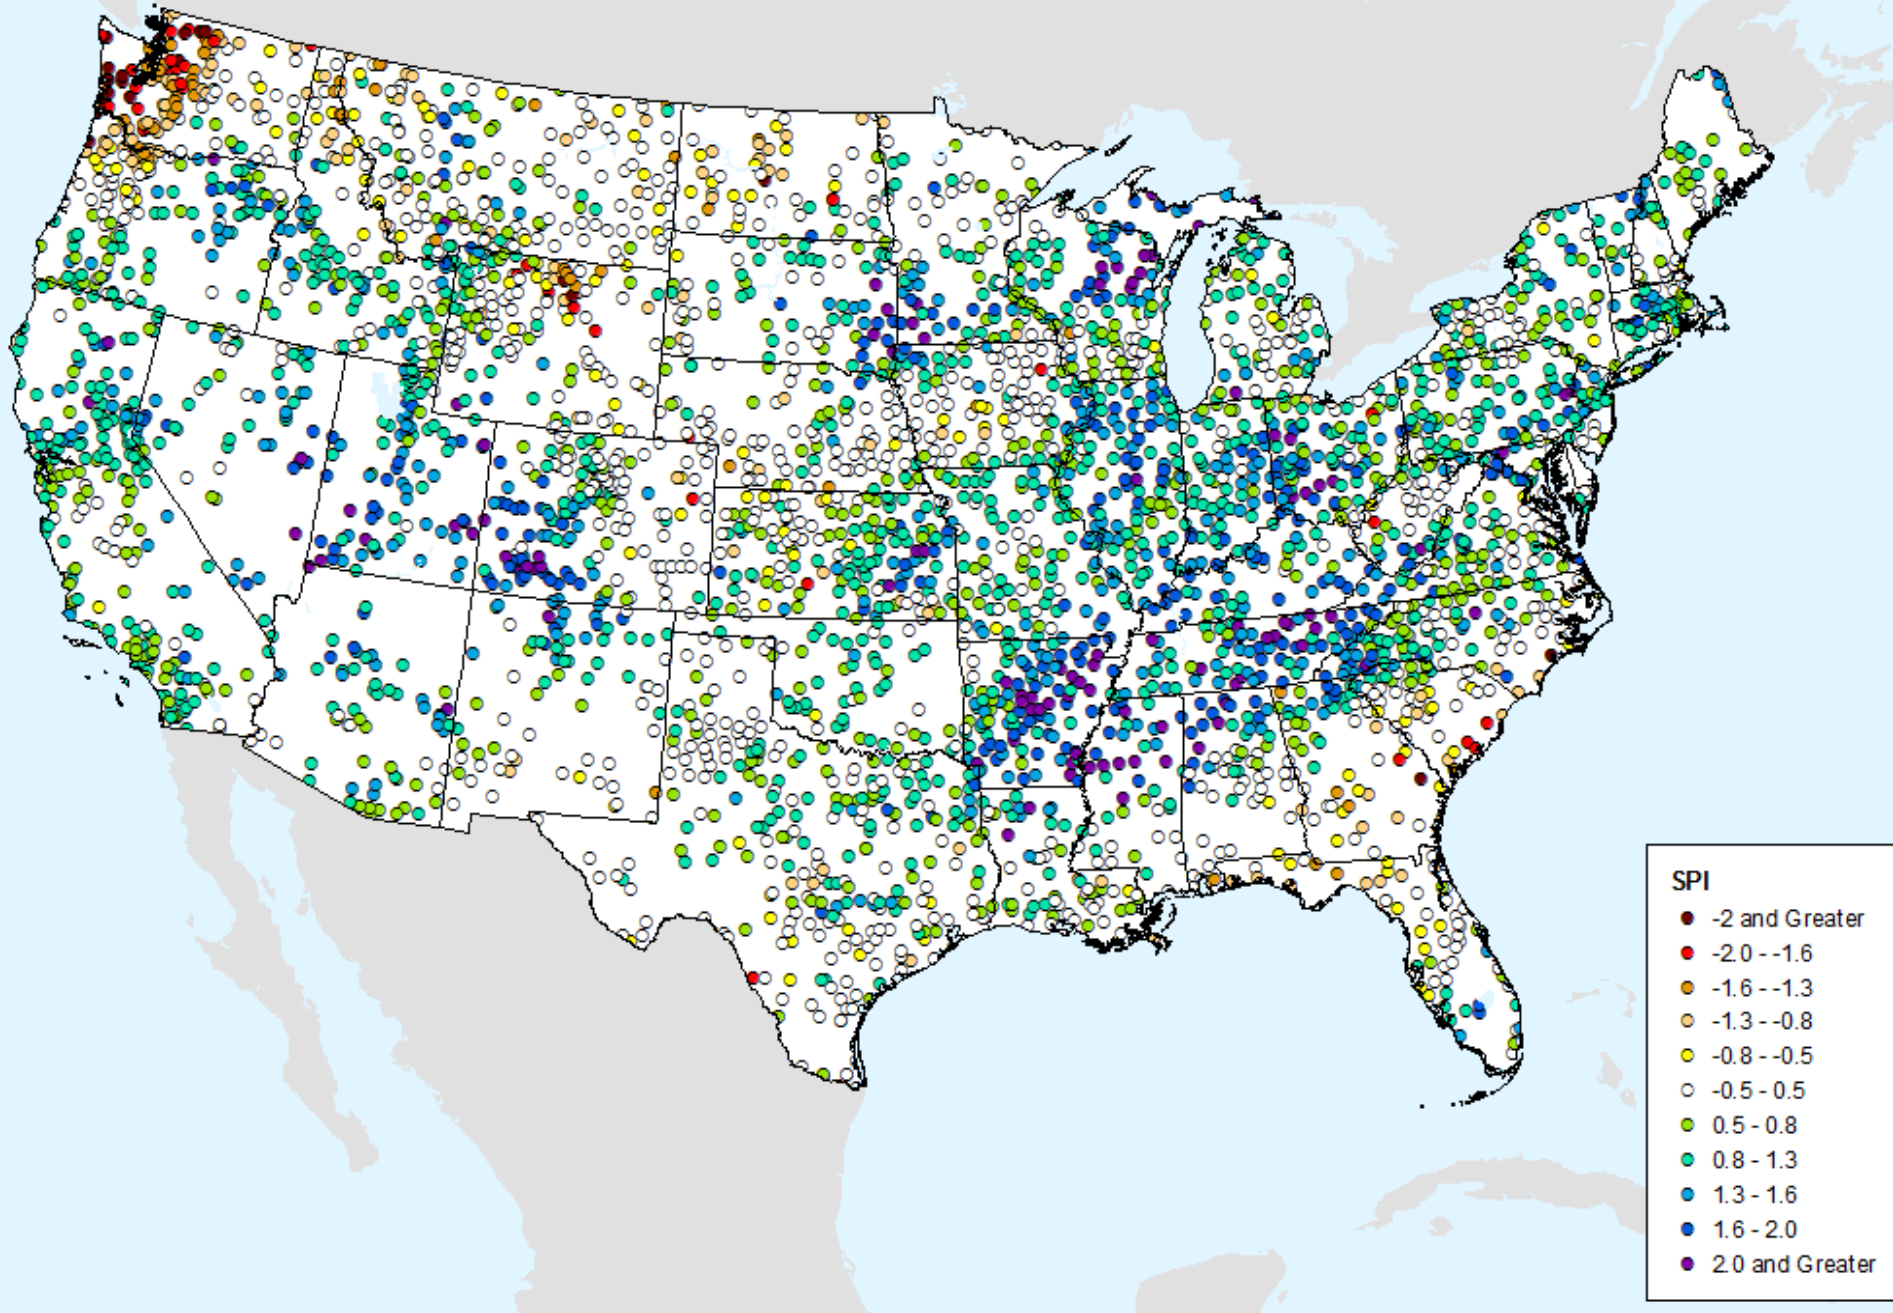 SPI
-2 and Greater
-2.0 - -1.6
-1.6 - -1.3
-1.3 - -0.8
-0.8 - -0.5
-0.5 - 0.5
0.5 - 0.8
0.8 - 1.3
1.3 - 1.6
1.6 - 2.0
2.0 and Greater